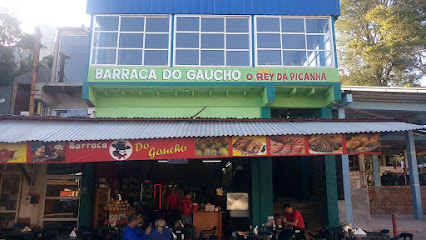 BARRACA DO GAUCHO O REY DA PICANHA
Barraca Do Gaucho